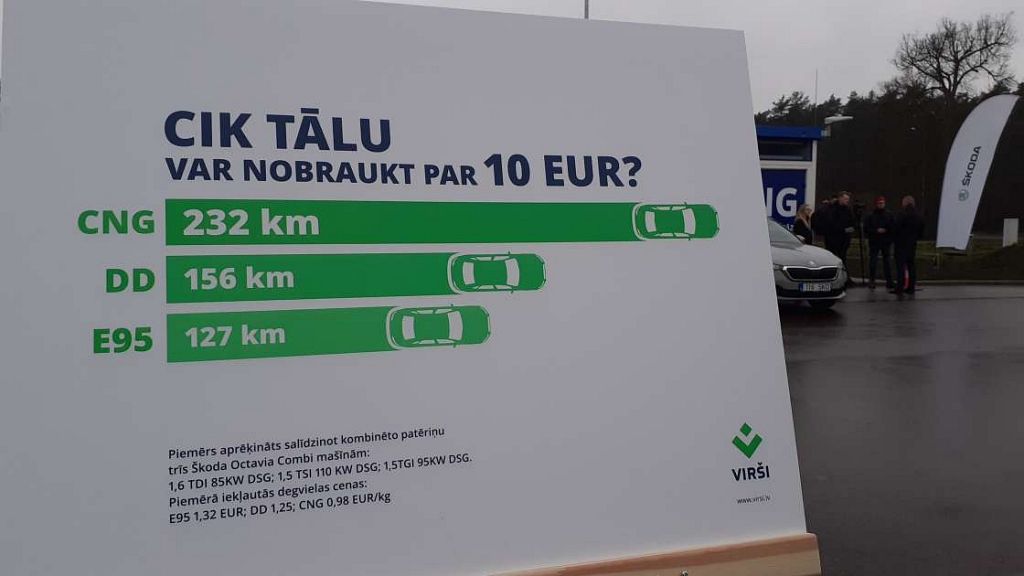 CIK TĀLU
VAR NOBRAUKT PAR 10 EUR?
CNG 232 km
DD 156 km
E95 127 km
Piemērs aprēķināts salīdzinot kombinēto patēriņu
trīs Škoda Octavia Combi mašīnām:
1,6 TDI 85KW DSG; 1,5 TSI 110 KW DSG; 1,5TGI 95KW DSG.
Piemērā iekļautās degvielas cenas:
E95 1,32 EUR; DD 1,25; CNG 0,98 EUR/kg
VIRŠI
www.virsi.lv
NG
ŠKODA